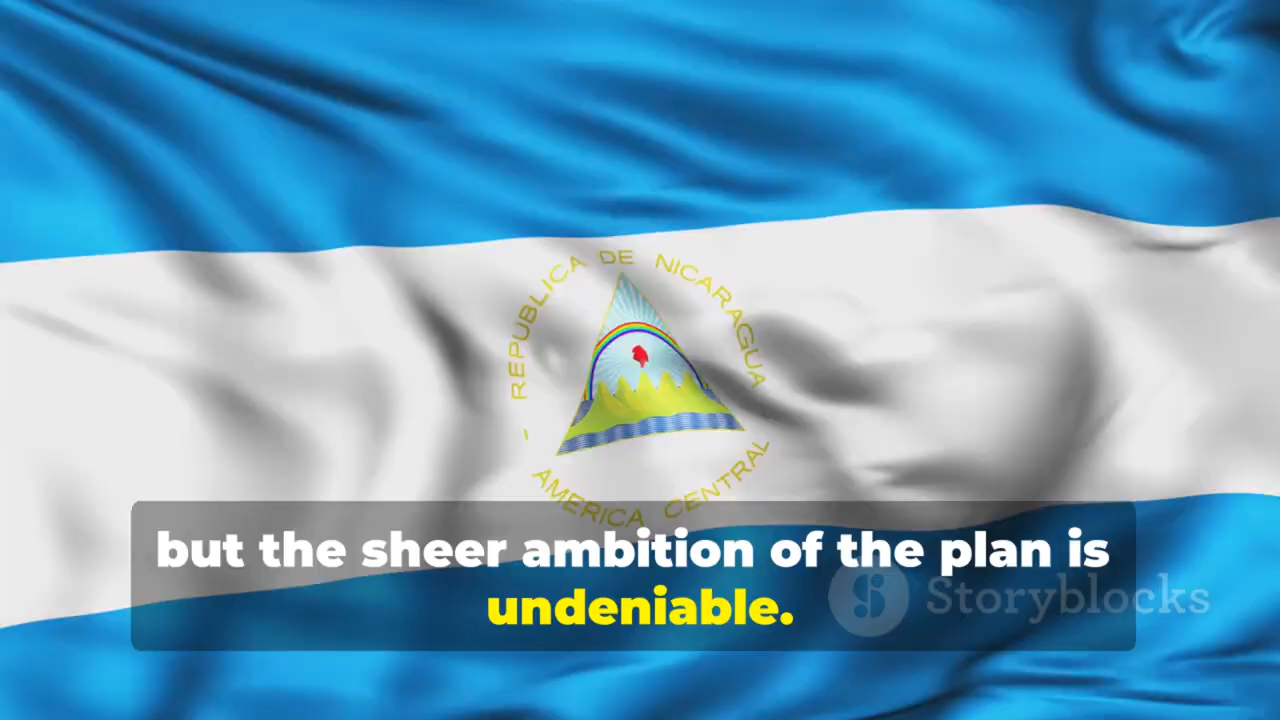 REPUBLICA DE NICARAGUA
- AMERICA CENTRAL
but the sheer ambition of the plan is
undeniable.
Storyblocks